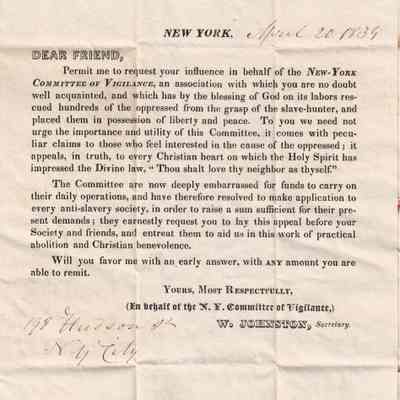 NEW YORK. April 20 1839
DEAR FRIEND,
Permit me to request your influence in behalf of the NEW-YORK
COMMITTEE OF VIGILANCE, an association with which you are no doubt
well acquainted, and which has by the blessing of God on its labors res-
cued hundreds of the oppressed from the grasp of the slave-hunter, and
placed them in possession of liberty and peace. To you we need not
urge the importance and utility of this Committee, it comes with pecu-
liar claims to those who feel interested in the cause of the oppressed; it
appeals, in truth, to every Christian heart on which the Holy Spirit has
impressed the Divine law, "Thou shalt love thy neighbor as thyself."
The Committee are now deeply embarrassed for funds to carry on
their daily operations, and have therefore resolved to make application to
every anti-slavery society, in order to raise a sum sufficient for their pre-
sent demands; they earnestly request you to lay this appeal before your
Society and friends, and entreat them to aid us in this work of practical
abolition and Christian benevolence.
Will you favor me with an early answer, with ANY amount you are
able to remit.
YOURS, MOST RESPECTFULLY,
(In behalf of the N. Y. Committee of Vigilance,)
W. JOHNSTON, Secretary.
198 Hudson st
N Y City